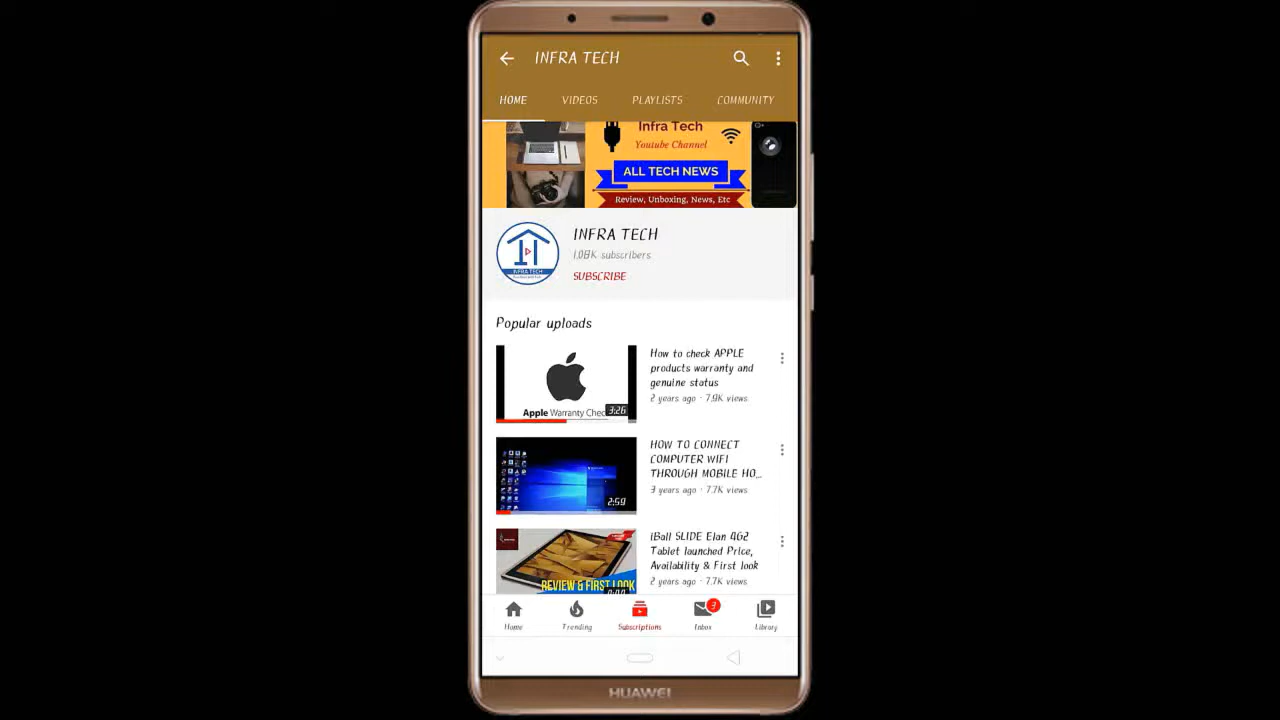 INFRA TECH
HOME VIDEOS PLAYLISTS COMMUNITY
Infra Tech
Youtube Channel
ALL TECH NEWS
Review, Unboxing, News, Etc
INFRA TECH
INFRA TECH
1.08K subscribers
SUBSCRIBE
Popular uploads
How to check APPLE
products warranty and
genuine status
2 years ago · 7.9K views
Apple Warranty Chec
3:26
HOW TO CONNECT
COMPUTER WIFI
THROUGH MOBILE HO...
3 years ago · 7.7K views
2:59
iBall SLIDE Elan 4G2
Tablet launched Price,
Availability & First look
2 years ago · 7.7K views
REVIEW & FIRST LOOK
Home Trending Subscriptions Inbox Library
HUAWEI